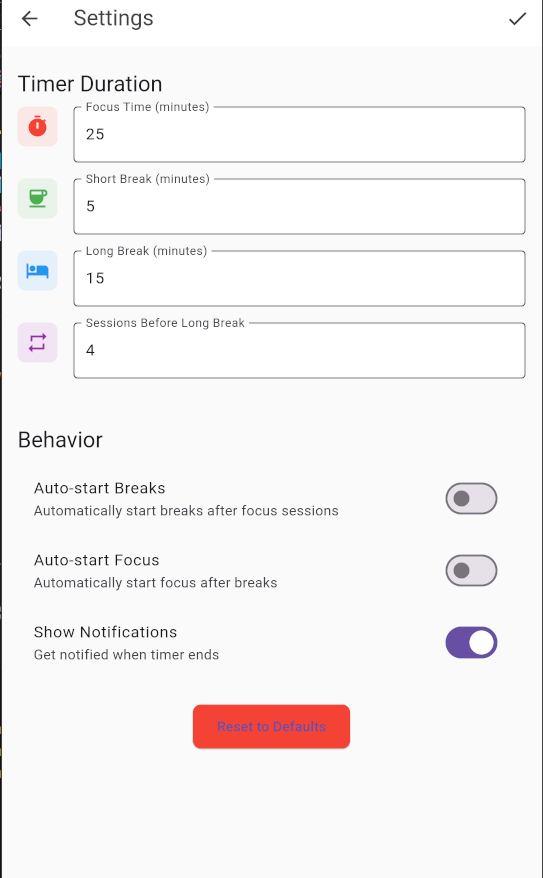 Settings
Timer Duration
Focus Time (minutes)
25
Short Break (minutes)
5
Long Break (minutes)
15
Sessions Before Long Break
4
Behavior
Auto-start Breaks
Automatically start breaks after focus sessions
Auto-start Focus
Automatically start focus after breaks
Show Notifications
Get notified when timer ends
Reset to Defaults